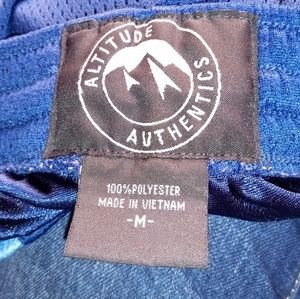 ALTITUDE
AUTHENTICS
100%POLYESTER
MADE IN VIETNAM
-M-